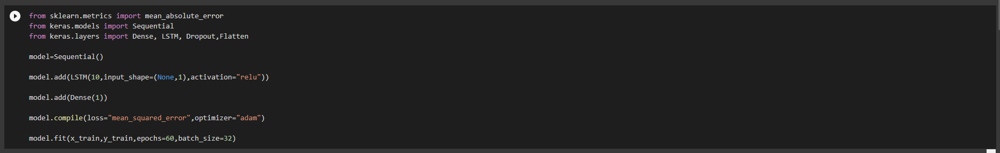 from sklearn.metrics import mean_absolute_error
from keras.models import Sequential
from keras.layers import Dense, LSTM, Dropout,Flatten
model=Sequential()
model.add(LSTM(10,input_shape=(None,1),activation="relu"))
model.add(Dense(1))
model.compile(loss="mean_squared_error",optimizer="adam")
model.fit(x_train,y_train,epochs=60,batch_size=32)